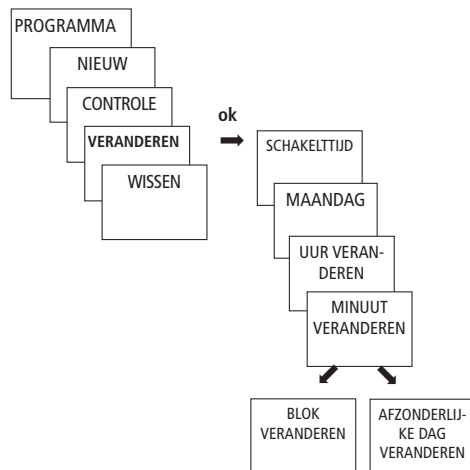 PROGRAMMA
NIEUW
CONTROLE
VERANDEREN
WISSEN
ok
SCHAKELTTIJD
MAANDAG
UUR VERAN-
DEREN
MINUUT
VERANDEREN
BLOK
VERANDEREN
AFZONDERLIJ-
KE DAG
VERANDEREN